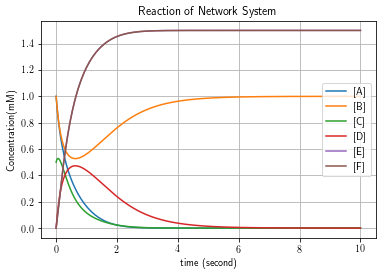 Reaction of Network System
Concentration(mM)
1.4
1.2
1.0
0.8
0.6
0.4
0.2
0.0
[A]
[B]
[C]
[D]
[E]
[F]
0 2 4 6 8 10
time (second)